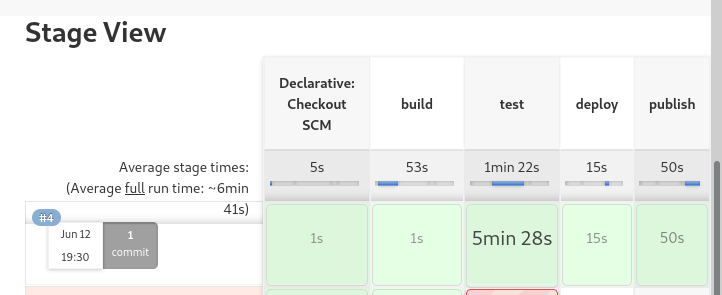 Stage View
Declarative:
Checkout
SCM
build
test
deploy
publish
Average stage times:
(Average full run time: ~6min
41s)
5s
53s
1min 22s
15s
50s
#4
Jun 12
19:30
1
commit
1s
1s
5min 28s
15s
50s